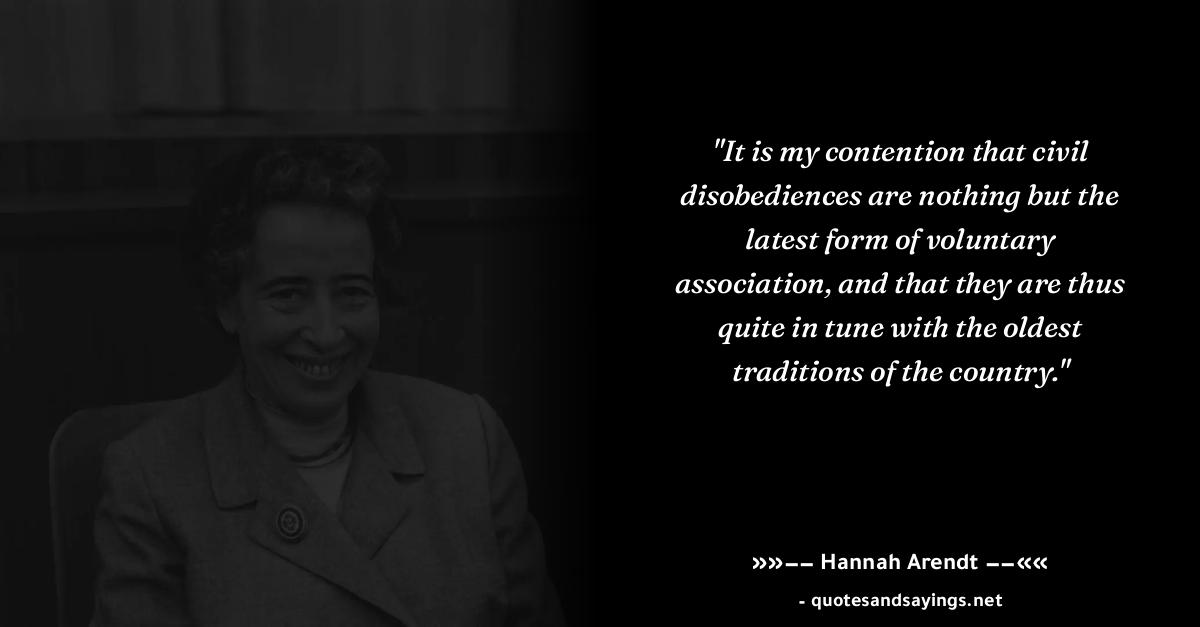 "It is my contention that civil
disobediences are nothing but the
latest form of voluntary
association, and that they are thus
quite in tune with the oldest
traditions of the country."
»»−− Hannah Arendt −−««
- quotesandsayings.net